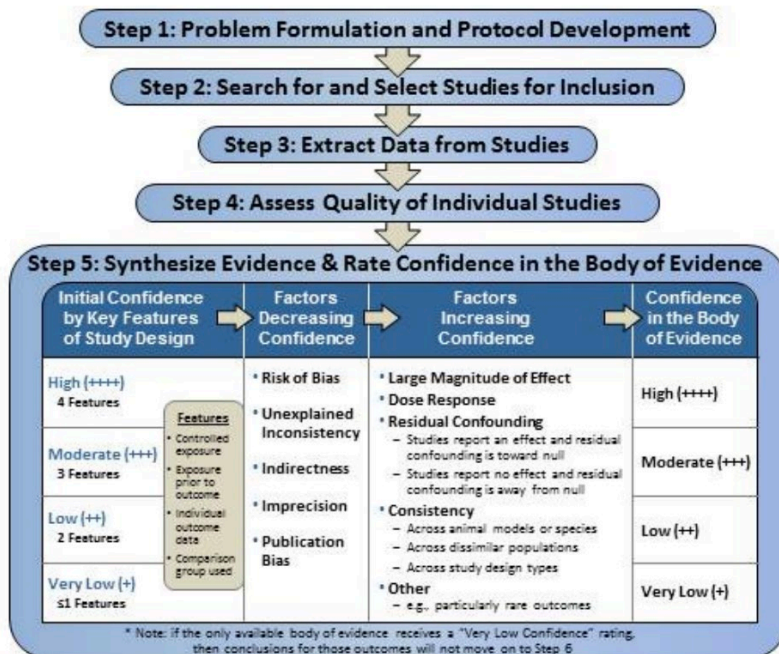 Step 1: Problem Formulation and Protocol Development
Step 2: Search for and Select Studies for Inclusion
Step 3: Extract Data from Studies
Step 4: Assess Quality of Individual Studies
Step 5: Synthesize Evidence & Rate Confidence in the Body of Evidence
Initial Confidence
by Key Features
of Study Design
Factors
Decreasing
Confidence
Factors
Increasing
Confidence
Confidence
in the Body
of Evidence
High (++++)
4 Features
Moderate (+++)
3 Features
Low (++)
2 Features
Very Low (+)
≤1 Features
Features
• Controlled
exposure
• Exposure
prior to
outcome
• Individual
outcome
data
• Comparison
group used
• Risk of Bias
• Unexplained
Inconsistency
• Indirectness
• Imprecision
• Publication
Bias
• Large Magnitude of Effect
• Dose Response
• Residual Confounding
– Studies report an effect and residual
confounding is toward null
– Studies report no effect and residual
confounding is away from null
• Consistency
– Across animal models or species
– Across dissimilar populations
– Across study design types
• Other
– e.g., particularly rare outcomes
High (++++)
Moderate (+++)
Low (++)
Very Low (+)
* Note: if the only available body of evidence receives a "Very Low Confidence" rating,
then conclusions for those outcomes will not move on to Step 6